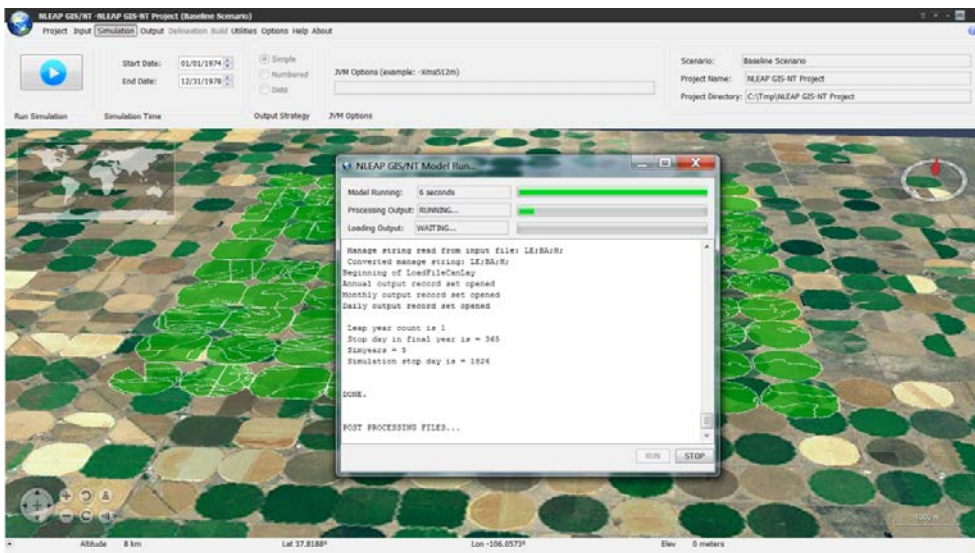 NLEAP GIS/NT -NLEAP GIS-NT Project (Baseline Scenario)
Project Input Simulation Output Delineation Build Utilities Options Help About
Start Date: 01/01/1974
End Date: 12/31/1978
Simple
Numbered
Date
JVM Options (example: -Xms512m)
Scenario: Baseline Scenario
Project Name: NLEAP GIS-NT Project
Project Directory: C:\Tmp\NLEAP GIS-NT Project
Run Simulation Simulation Time Output Strategy JVM Options
NLEAP GIS/NT Model Run...
Model Running: 6 seconds
Processing Output: RUNNING...
Loading Output: WAITING...
Manage string read from input file: LE;BA;H;
Converted manage string: LE;BA;H;
Beginning of LoadFileCanLay
Annual output record set opened
Monthly output record set opened
Daily output record set opened
Leap year count is 1
Stop day in final year is = 365
Simyears = 5
Simulation stop day is = 1826
DONE.
POST PROCESSING FILES...
RUN STOP
4000 m
Altitude 8 km Lat 37.8188° Lon -106.0573° Elev 0 meters